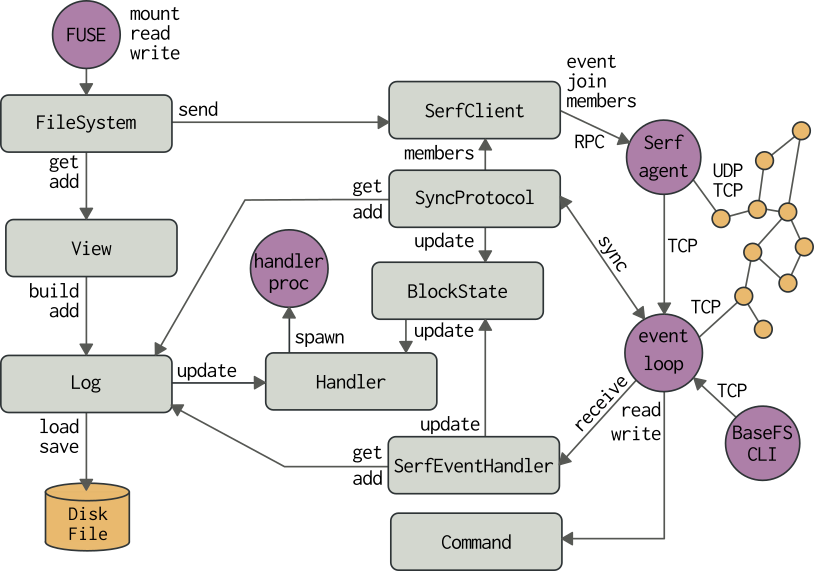 FUSE
mount
read
write
FileSystem
send
SerfClient
event
join
members
RPC
Serf
agent
UDP
TCP
get
add
members
get
add
SyncProtocol
View
update
sync
TCP
handler
proc
build
add
BlockState
TCP
spawn
update
event
loop
Log
update
Handler
receive
read
write
TCP
load
save
update
get
add
SerfEventHandler
BaseFS
CLI
Disk
File
Command